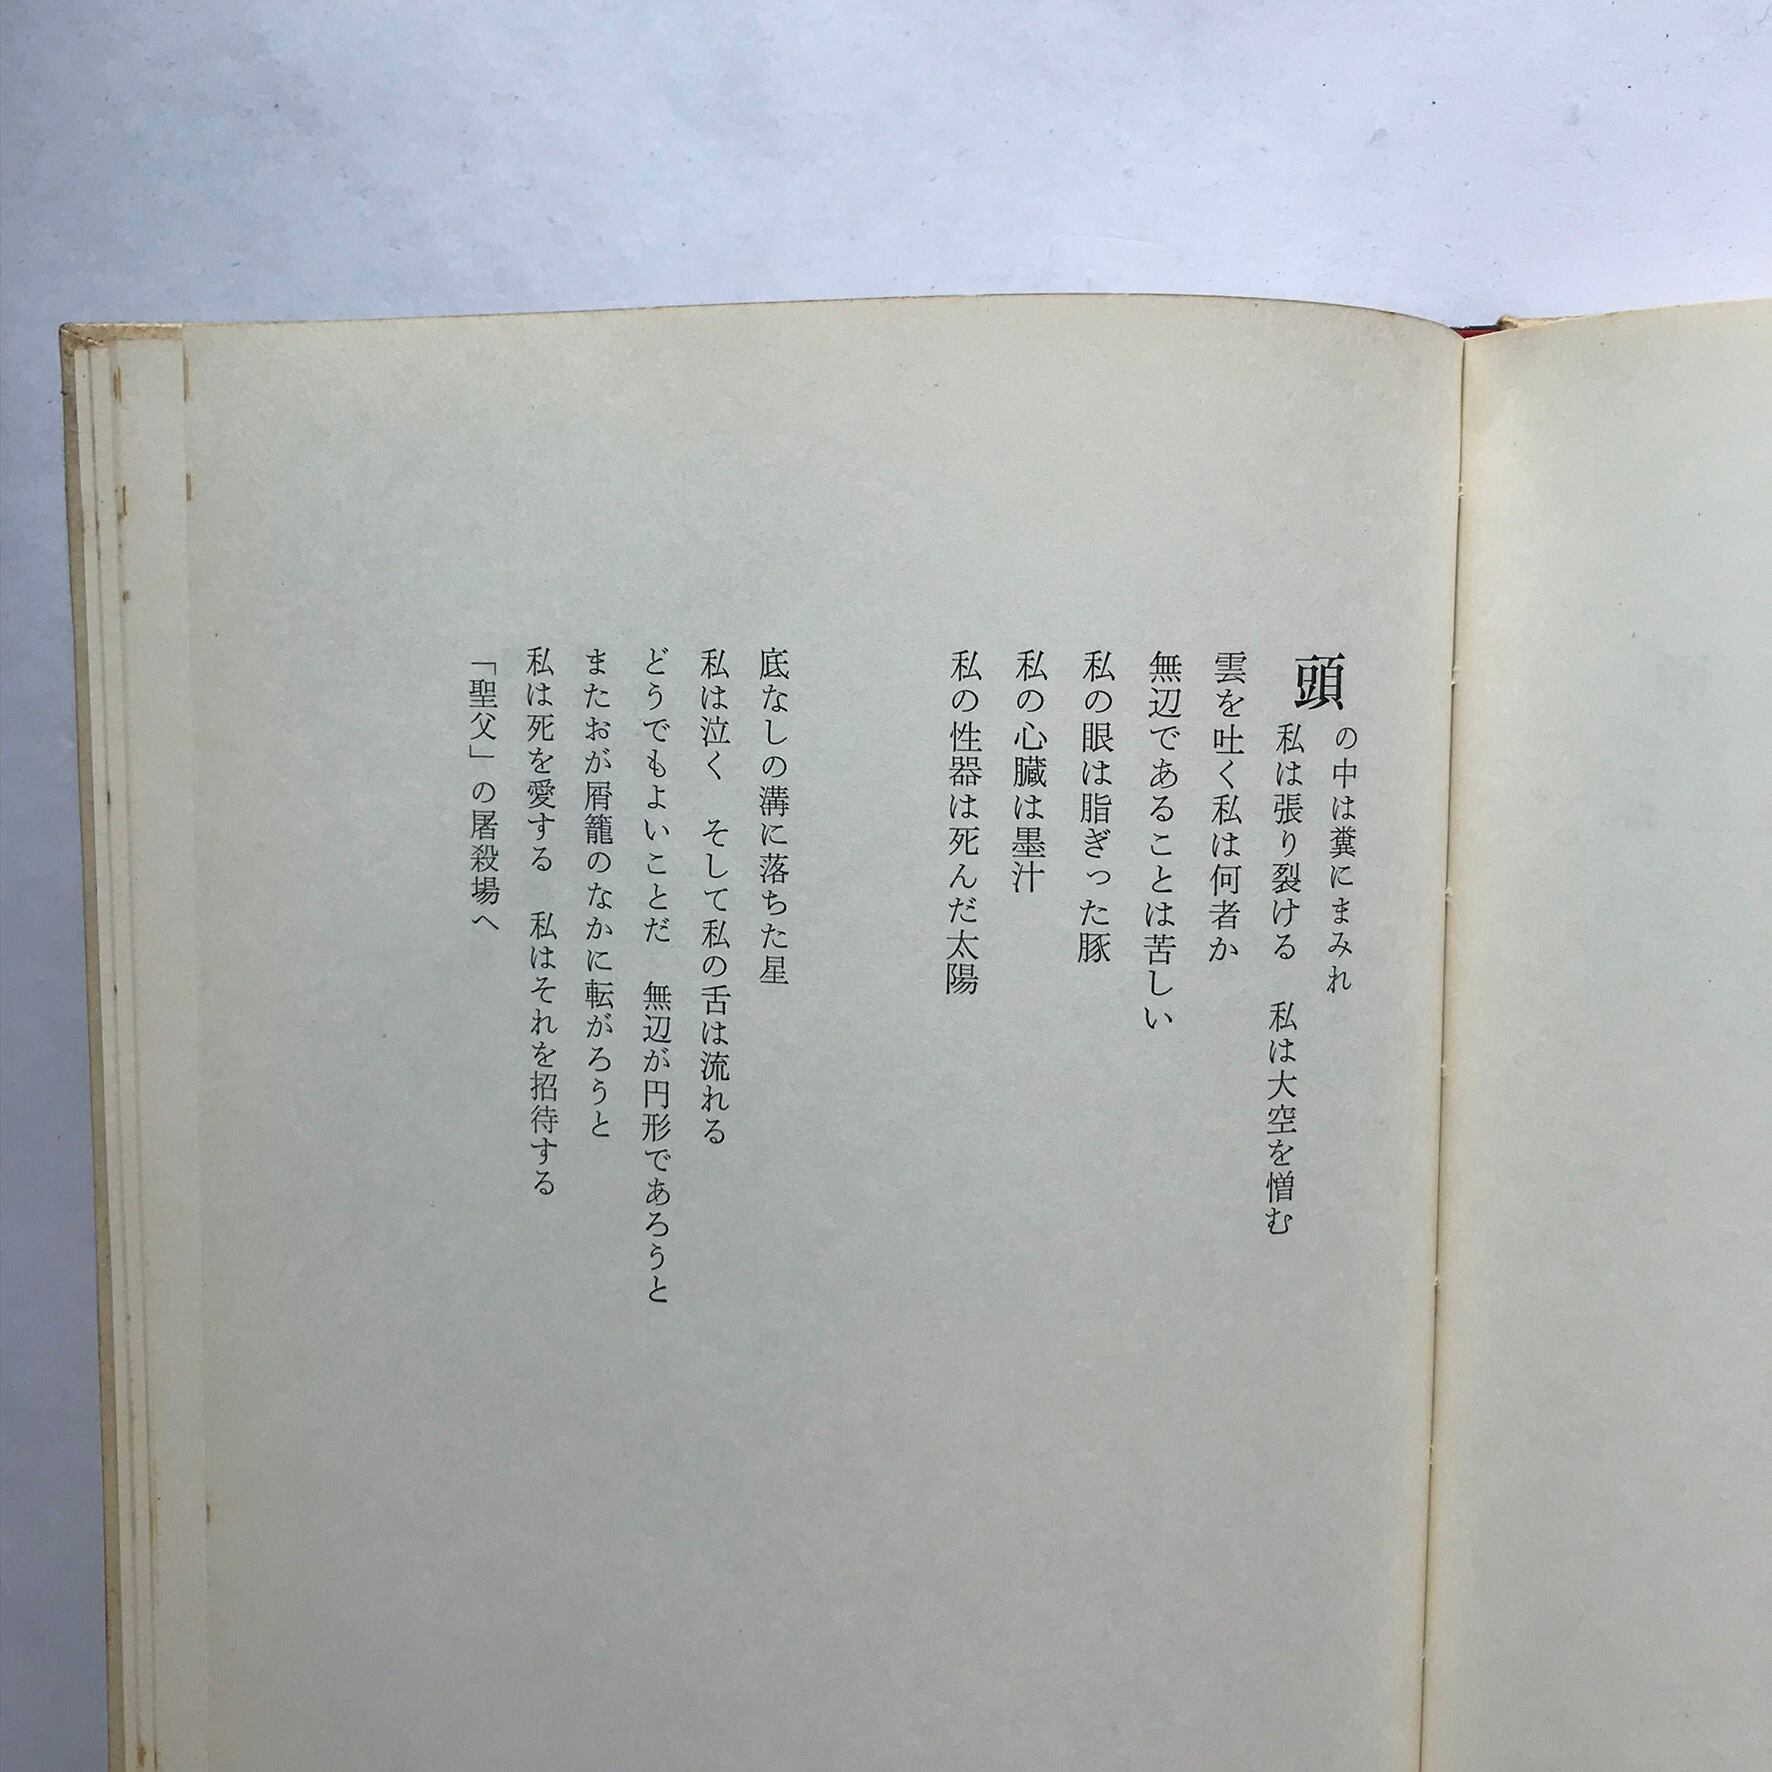 頭の中は糞にまみれ
私は張り裂ける　私は大空を憎む
雲を吐く私は何者か
無辺であることは苦しい
私の眼は脂ぎった豚
私の心臓は墨汁
私の性器は死んだ太陽
底なしの溝に落ちた星
私は泣く　そして私の舌は流れる
どうでもよいことだ　無辺が円形であろうと
またおが屑籠のなかに転がろうと
私は死を愛する　私はそれを招待する
「聖父」の屠殺場へ